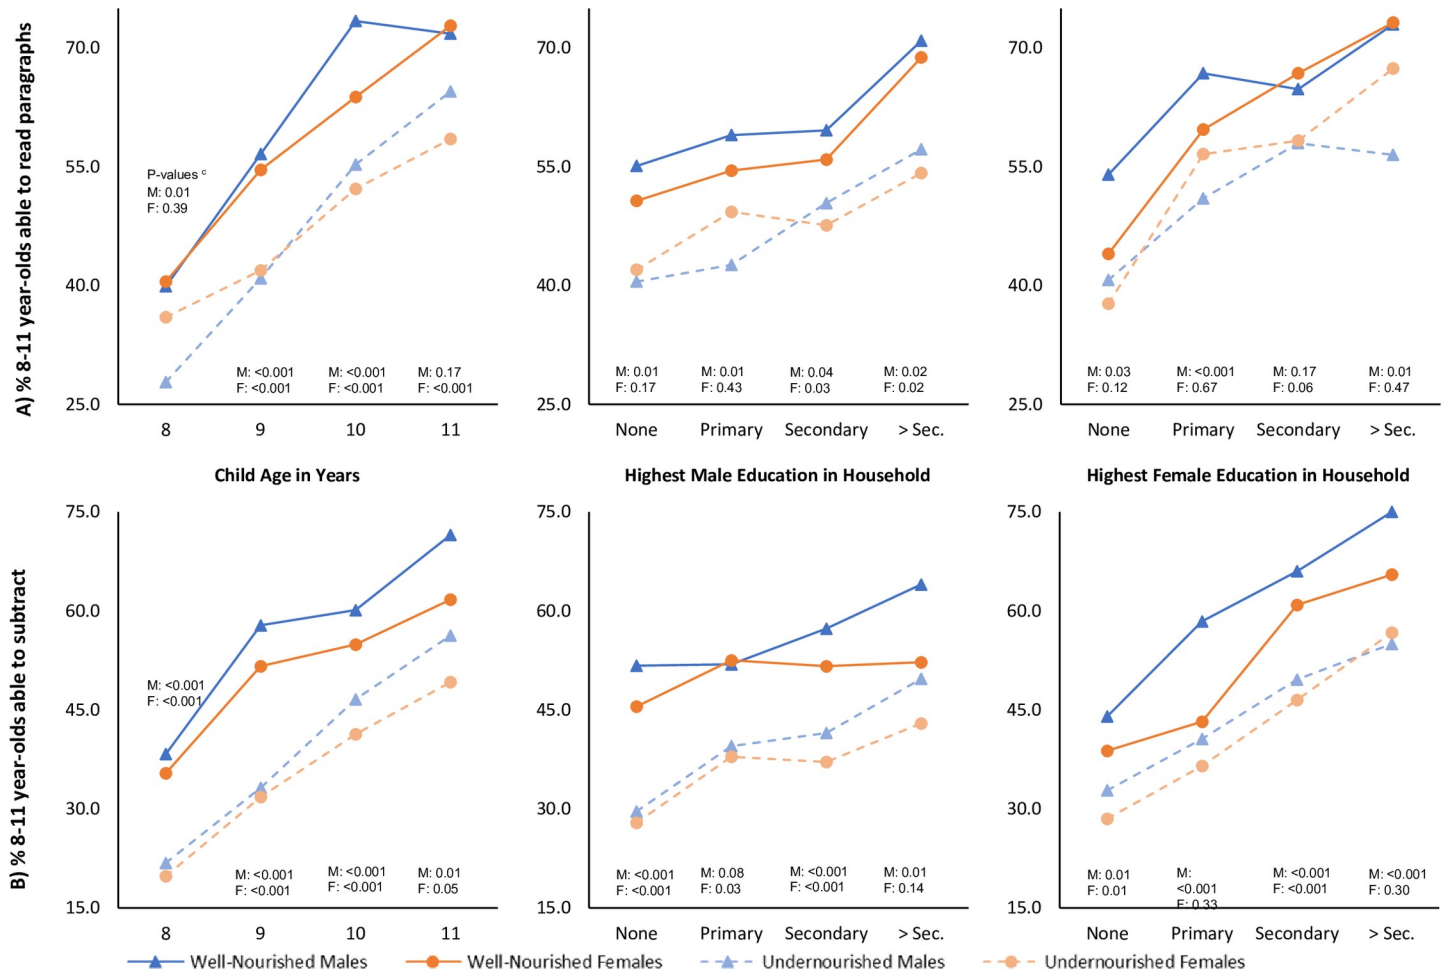 A) % 8-11 year-olds able to read paragraphs
70.0
55.0
40.0
25.0
P-values c
M: 0.01
F: 0.39
M: <0.001
F: <0.001
M: <0.001
F: <0.001
M: 0.17
F: <0.001
8 9 10 11
Child Age in Years
70.0
55.0
40.0
25.0
M: 0.01
F: 0.17
M: 0.01
F: 0.43
M: 0.04
F: 0.03
M: 0.02
F: 0.02
None Primary Secondary > Sec.
Highest Male Education in Household
70.0
55.0
40.0
25.0
M: 0.03
F: 0.12
M: <0.001
F: 0.67
M: 0.17
F: 0.06
M: 0.01
F: 0.47
None Primary Secondary > Sec.
Highest Female Education in Household
B) % 8-11 year-olds able to subtract
75.0
60.0
45.0
30.0
15.0
M: <0.001
F: <0.001
M: <0.001
F: <0.001
M: <0.001
F: <0.001
M: 0.01
F: 0.05
8 9 10 11
75.0
60.0
45.0
30.0
15.0
M: <0.001
F: <0.001
M: 0.08
F: 0.03
M: <0.001
F: <0.001
M: 0.01
F: 0.14
None Primary Secondary > Sec.
75.0
60.0
45.0
30.0
15.0
M: 0.01
F: 0.01
M:
<0.001
F: 0.33
M: <0.001
F: <0.001
M: <0.001
F: 0.30
None Primary Secondary > Sec.
Well-Nourished Males Well-Nourished Females Undernourished Males Undernourished Females